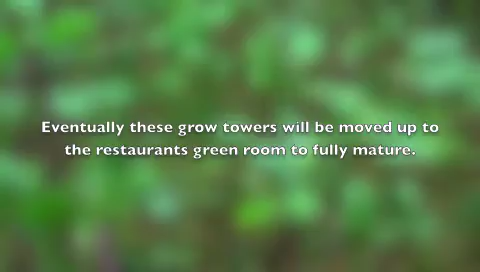 Eventually these grow towers will be moved up to
the restaurants green room to fully mature.